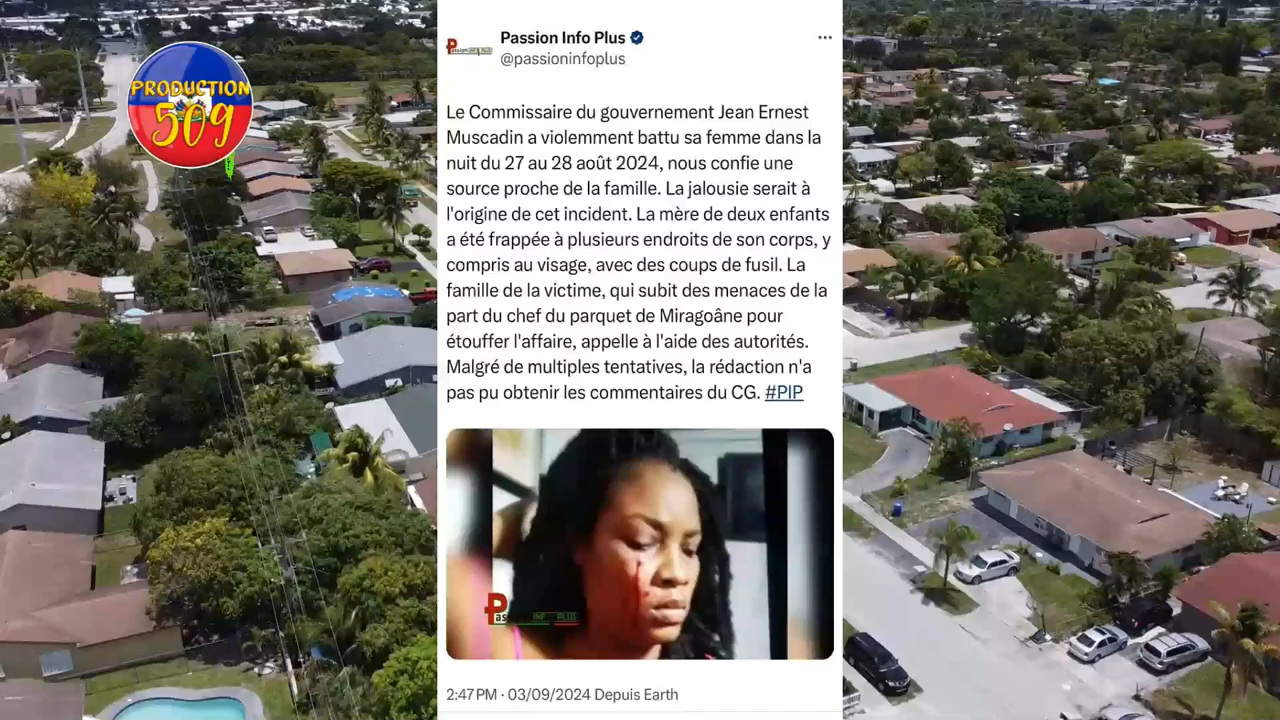 PRODUCTION
509
Passion Info Plus
@passioninfoplus
Le Commissaire du gouvernement Jean Ernest
Muscadin a violemment battu sa femme dans la
nuit du 27 au 28 août 2024, nous confie une
source proche de la famille. La jalousie serait à
l'origine de cet incident. La mère de deux enfants
a été frappée à plusieurs endroits de son corps, y
compris au visage, avec des coups de fusil. La
famille de la victime, qui subit des menaces de la
part du chef du parquet de Miragoâne pour
étouffer l'affaire, appelle à l'aide des autorités.
Malgré de multiples tentatives, la rédaction n'a
pas pu obtenir les commentaires du CG. #PIP
Pas INF PLUS
2:47 PM · 03/09/2024 Depuis Earth